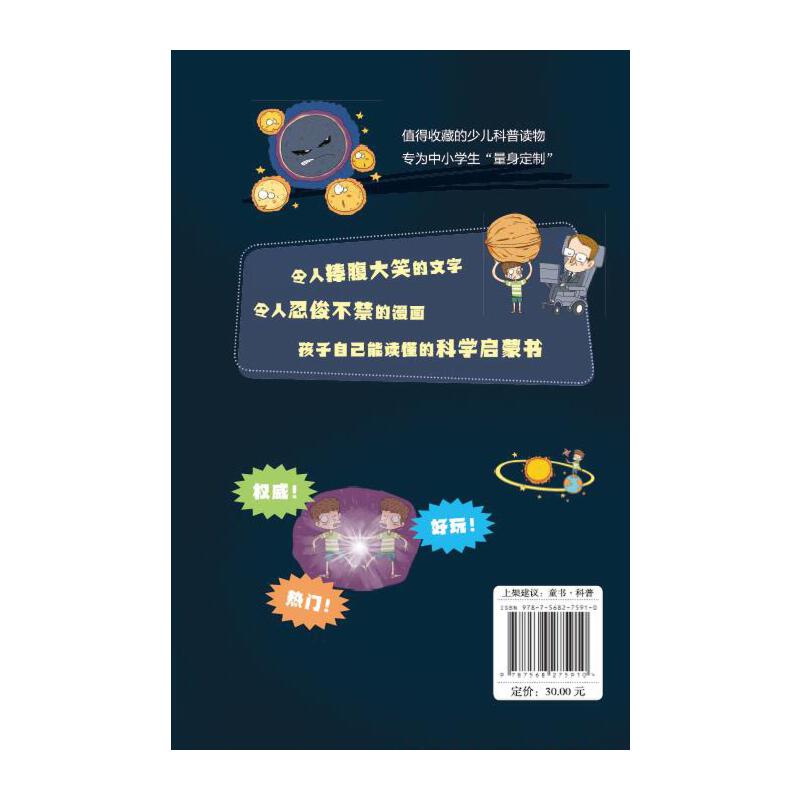 值得收藏的少儿科普读物
专为中小学生“量身定制”
令人捧腹大笑的文字
令人忍俊不禁的漫画
孩子自己能读懂的科学启蒙书
权威！
好玩！
热门！
上架建议：童书·科普
ISBN 978-7-5682-7591-0
9 787568 275910
定价：30.00 元